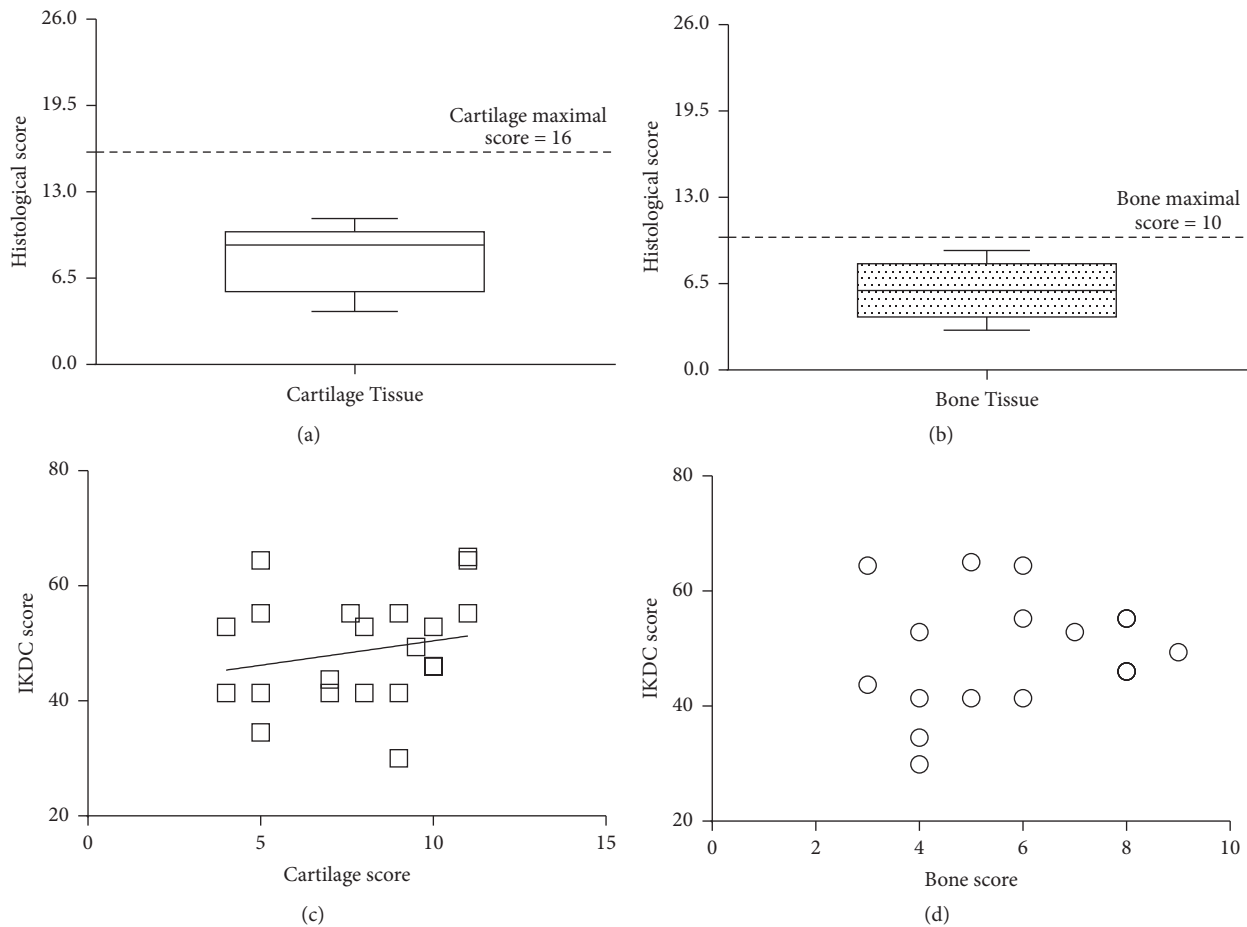 26.0
19.5
13.0
6.5
0.0
Histological score
Cartilage maximal
score = 16
Cartilage Tissue
(a)
26.0
19.5
13.0
6.5
0.0
Histological score
Bone maximal
score = 10
Bone Tissue
(b)
80
60
40
20
IKDC score
0
5
10
15
Cartilage score
(c)
80
60
40
20
IKDC score
0
2
4
6
8
10
Bone score
(d)